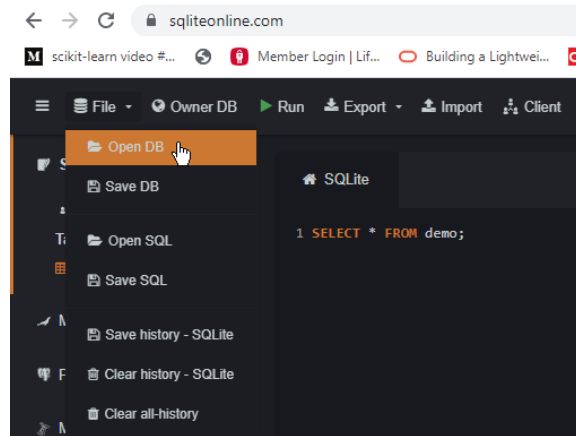 sqliteonline.com
scikit-learn video #... Member Login | Lif... Building a Lightwei...
File Owner DB Run Export Import Client
Open DB
Save DB
Open SQL
Save SQL
Save history - SQLite
Clear history - SQLite
Clear all-history
SQLite
1 SELECT * FROM demo;